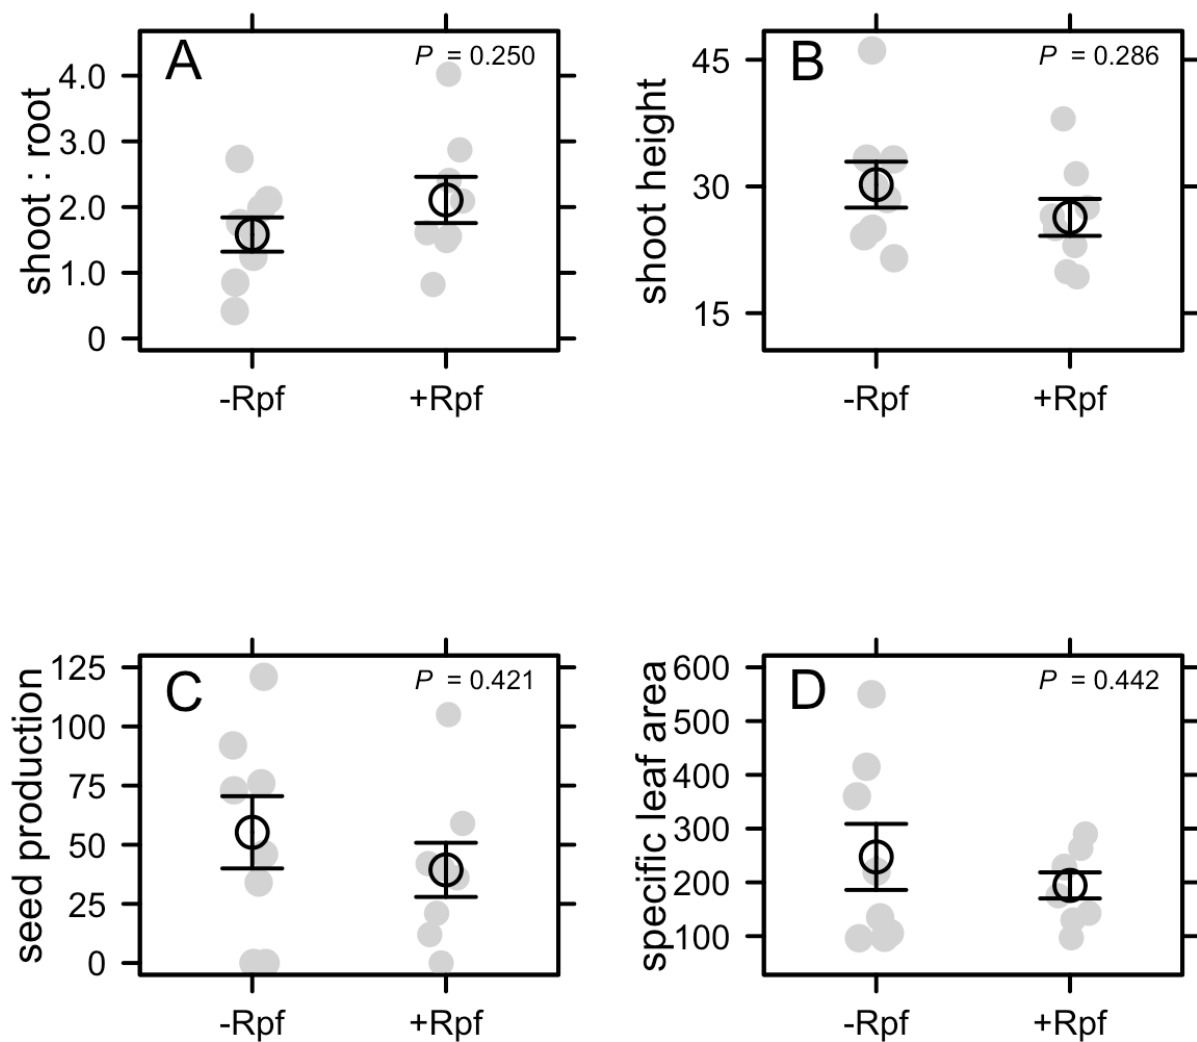 A
P = 0.250
shoot : root
4.0
3.0
2.0
1.0
0
-Rpf
+Rpf
B
P = 0.286
shoot height
45
30
15
-Rpf
+Rpf
C
P = 0.421
seed production
125
100
75
50
25
0
-Rpf
+Rpf
D
P = 0.442
specific leaf area
600
500
400
300
200
100
-Rpf
+Rpf